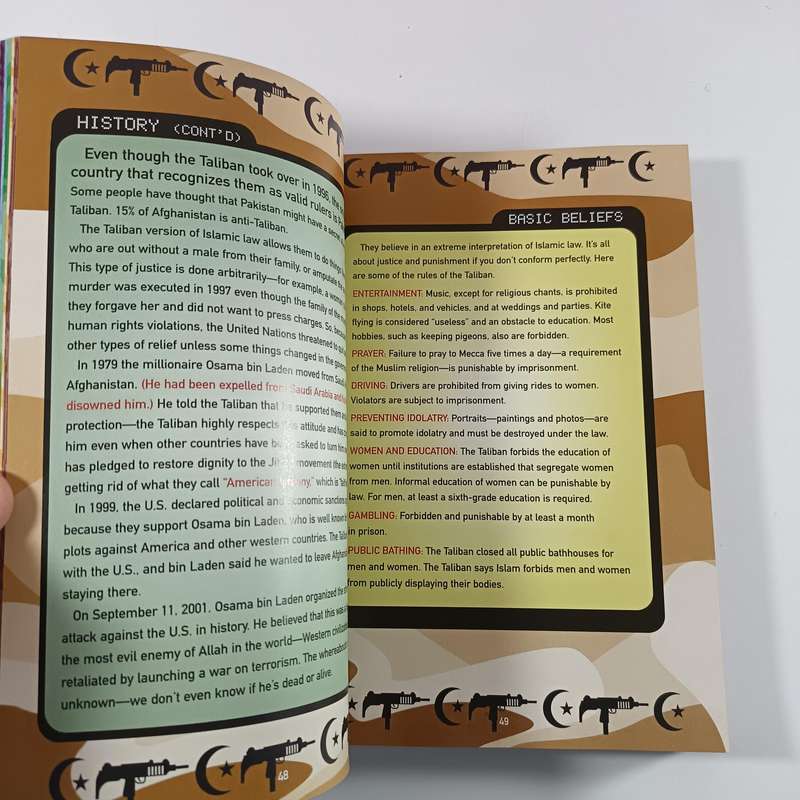 HISTORY (CONT'D)
Even though the Taliban took over in 1996, the
country that recognizes them as valid rulers is
Some people have thought that Pakistan might have a secret
Taliban. 15% of Afghanistan is anti-Taliban.
The Taliban version of Islamic law allows them to do things
who are out without a male from their family, or amputate the
This type of justice is done arbitrarily—for example, a woman
murder was executed in 1997 even though the family of the
they forgave her and did not want to press charges. So, because
human rights violations, the United Nations threatened to
other types of relief unless some things changed in the
In 1979 the millionaire Osama bin Laden moved from Saudi
Afghanistan. (He had been expelled from Saudi Arabia and
disowned him.) He told the Taliban that he supported them and
protection—the Taliban highly respects his attitude and has
him even when other countries have asked to turn him
has pledged to restore dignity to the movement (the
getting rid of what they call "American tyranny," which is
In 1999, the U.S. declared political and economic sanctions
because they support Osama bin Laden, who is well known
plots against America and other western countries. The
with the U.S., and bin Laden said he wanted to leave
staying there.
On September 11, 2001, Osama bin Laden organized the
attack against the U.S. in history. He believed that this was
the most evil enemy of Allah in the world—Western
retaliated by launching a war on terrorism. The whereabouts
unknown—we don't even know if he's dead or alive.
48
BASIC BELIEFS
They believe in an extreme interpretation of Islamic law. It's all
about justice and punishment if you don't conform perfectly. Here
are some of the rules of the Taliban.
ENTERTAINMENT: Music, except for religious chants, is prohibited
in shops, hotels, and vehicles, and at weddings and parties. Kite
flying is considered "useless" and an obstacle to education. Most
hobbies, such as keeping pigeons, also are forbidden.
PRAYER: Failure to pray to Mecca five times a day—a requirement
of the Muslim religion—is punishable by imprisonment.
DRIVING: Drivers are prohibited from giving rides to women.
Violators are subject to imprisonment.
PREVENTING IDOLATRY: Portraits—paintings and photos—are
said to promote idolatry and must be destroyed under the law.
WOMEN AND EDUCATION: The Taliban forbids the education of
women until institutions are established that segregate women
from men. Informal education of women can be punishable by
law. For men, at least a sixth-grade education is required.
GAMBLING: Forbidden and punishable by at least a month
in prison.
PUBLIC BATHING: The Taliban closed all public bathhouses for
men and women. The Taliban says Islam forbids men and women
from publicly displaying their bodies.
49